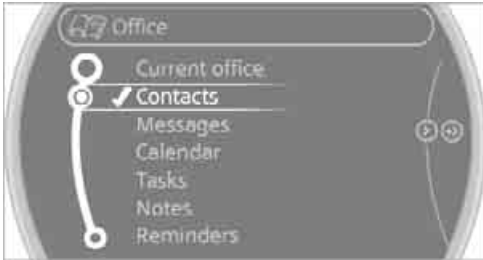 Office
Current office
Contacts
Messages
Calendar
Tasks
Notes
Reminders